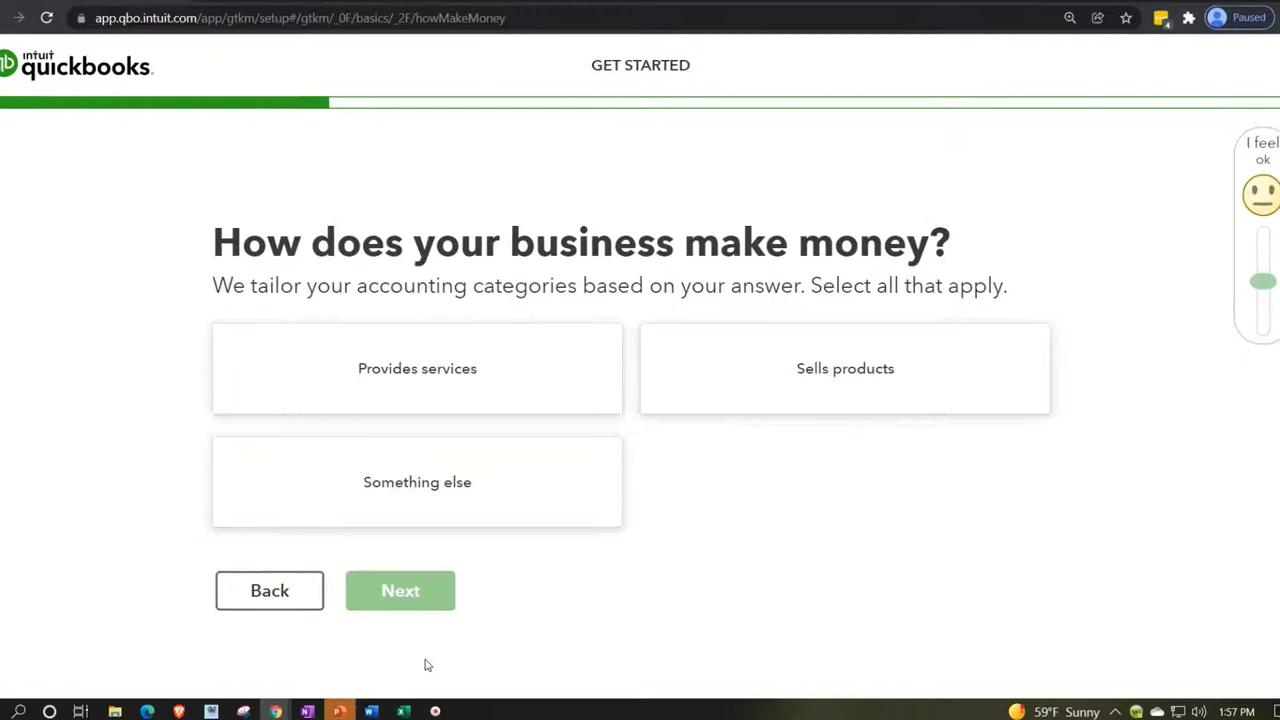 app.qbo.intuit.com/app/gtkm/setup#/gtkm/_0F/basics/_2F/howMakeMoney
4
Paused
intuit
quickbooks.
GET STARTED
I feel
ok
How does your business make money?
We tailor your accounting categories based on your answer. Select all that apply.
Provides services
Sells products
Something else
Back
Next
59°F Sunny
1:57 PM